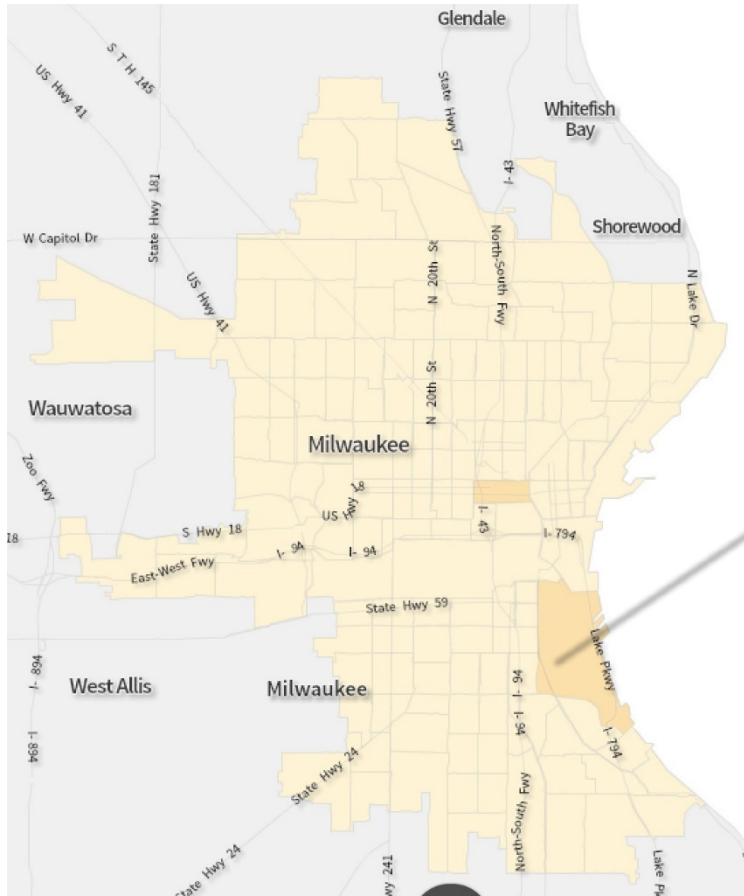 Glendale
S T H 145
US Hwy 41
State Hwy 57
Whitefish
Bay
I- 43
State Hwy 181
Shorewood
W Capitol Dr
N 20th St
North-South Fwy
N Lake Dr
US Hwy 41
N 20th St
Wauwatosa
Milwaukee
Zoo Fwy
18
US Hwy
I- 43
18
S Hwy 18
I- 794
I- 94
I- 94
East-West Fwy
State Hwy 59
Lake Pkwy
I- 894
West Allis
Milwaukee
I- 94
I- 94
I- 894
I- 794
State Hwy 24
North-South Fwy
State Hwy 24
wy 241
Lake Pk